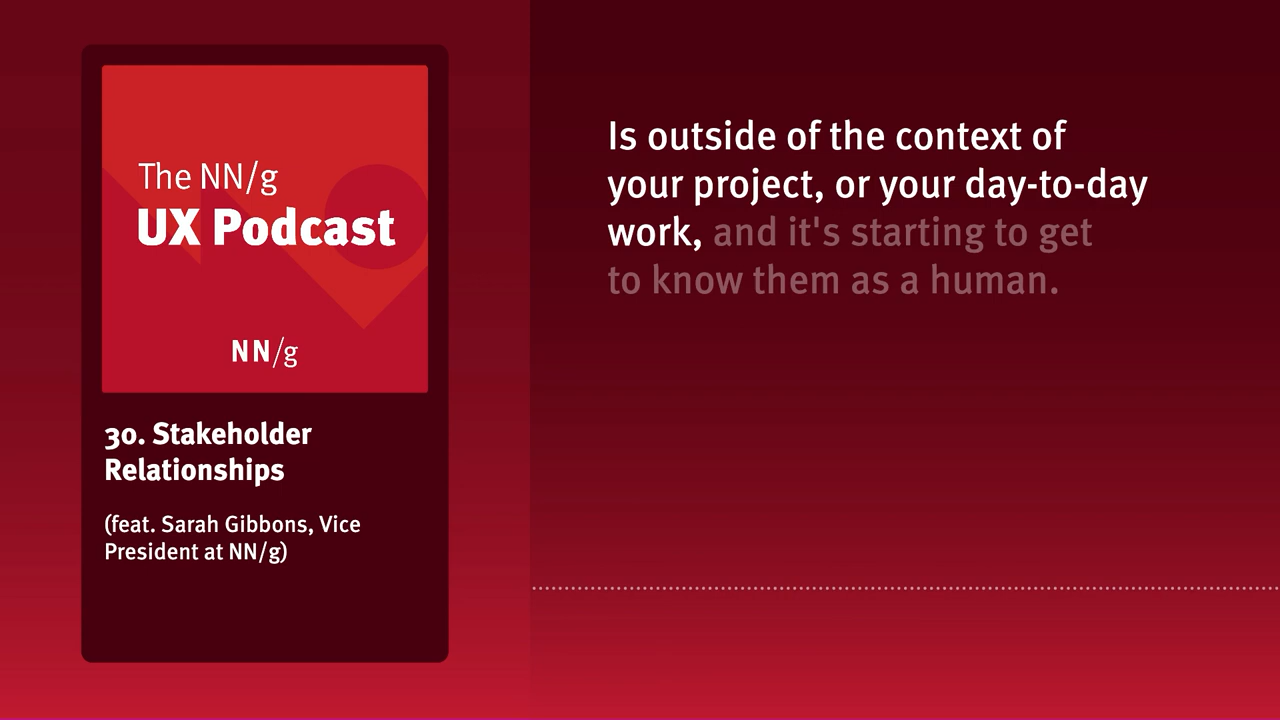 The NN/g
UX Podcast
NN/g
30. Stakeholder
Relationships
(feat. Sarah Gibbons, Vice
President at NN/g)
Is outside of the context of
your project, or your day-to-day
work, and it's starting to get
to know them as a human.